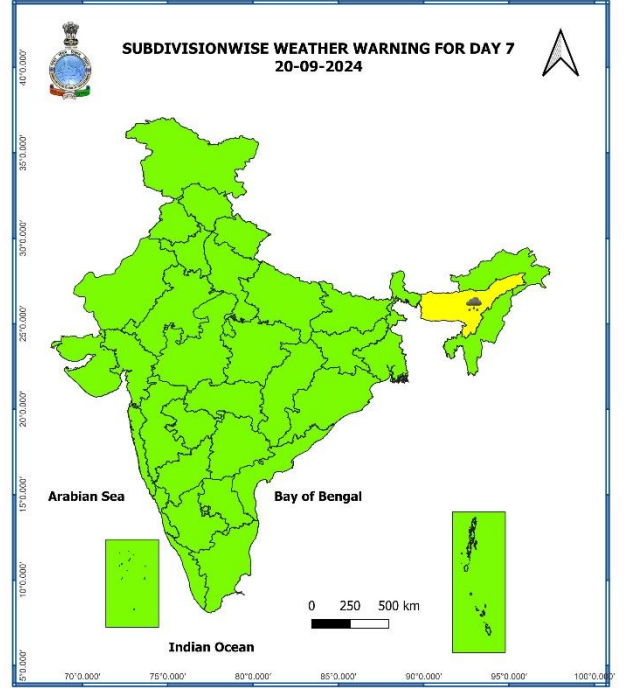 SUBDIVISIONWISE WEATHER WARNING FOR DAY 7
20-09-2024
40°0.000'
35°0.000'
30°0.000'
25°0.000'
20°0.000'
15°0.000'
10°0.000'
5°0.000'
Arabian Sea
Bay of Bengal
0 250 500 km
Indian Ocean
70°0.000' 75°0.000' 80°0.000' 85°0.000' 90°0.000' 95°0.000' 100°0.000'